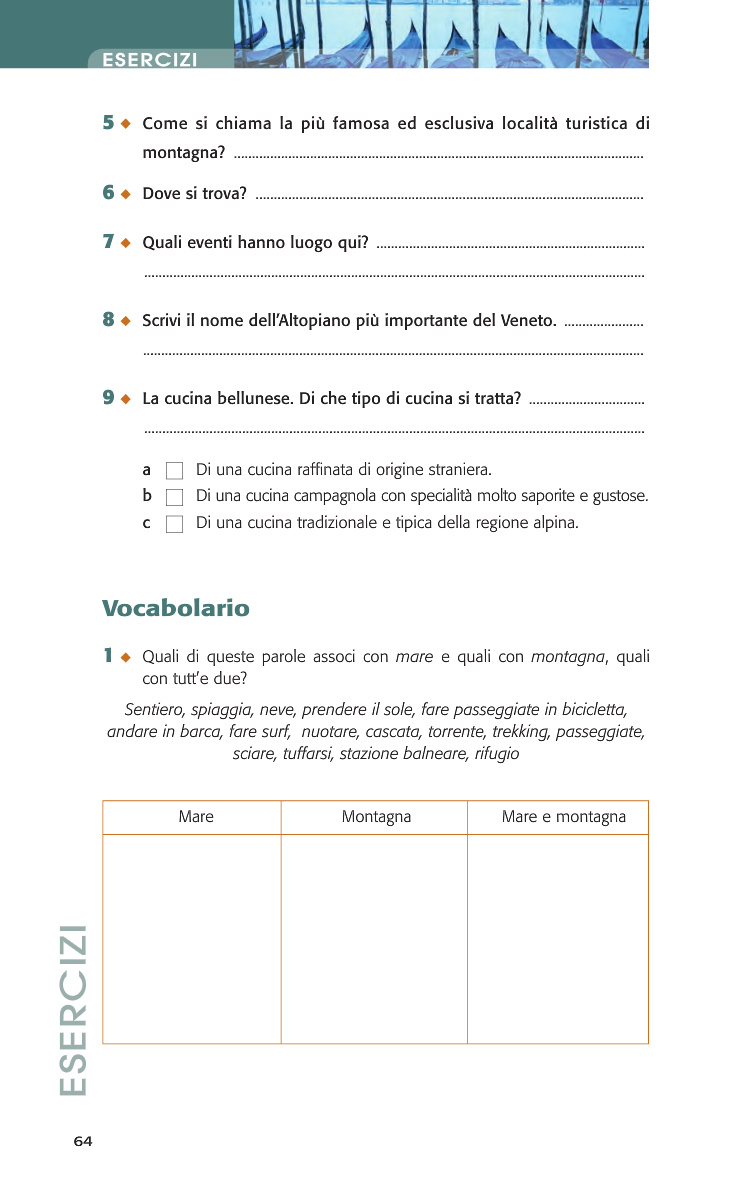 ESERCIZI
5 ◆ Come si chiama la più famosa ed esclusiva località turistica di
montagna? ..........................................................................
6 ◆ Dove si trova? ..........................................................................
7 ◆ Quali eventi hanno luogo qui? ..........................................................................
..........................................................................
8 ◆ Scrivi il nome dell'Altopiano più importante del Veneto. ......................
..........................................................................
9 ◆ La cucina bellunese. Di che tipo di cucina si tratta? ................................
..........................................................................
a □ Di una cucina raffinata di origine straniera.
b □ Di una cucina campagnola con specialità molto saporite e gustose.
c □ Di una cucina tradizionale e tipica della regione alpina.
Vocabolario
1 ◆ Quali di queste parole associ con mare e quali con montagna, quali
con tutt'e due?
Sentiero, spiaggia, neve, prendere il sole, fare passeggiate in bicicletta,
andare in barca, fare surf, nuotare, cascata, torrente, trekking, passeggiate,
sciare, tuffarsi, stazione balneare, rifugio
Mare Montagna Mare e montagna
ESERCIZI
64